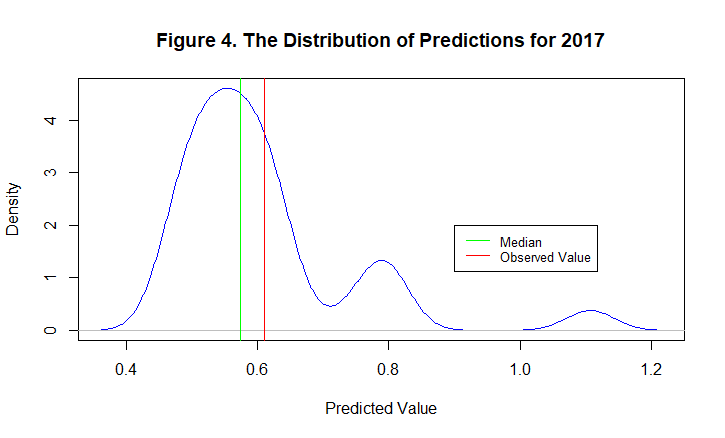 Figure 4. The Distribution of Predictions for 2017
Density
4
3
2
1
0
Median
Observed Value
0.4 0.6 0.8 1.0 1.2
Predicted Value